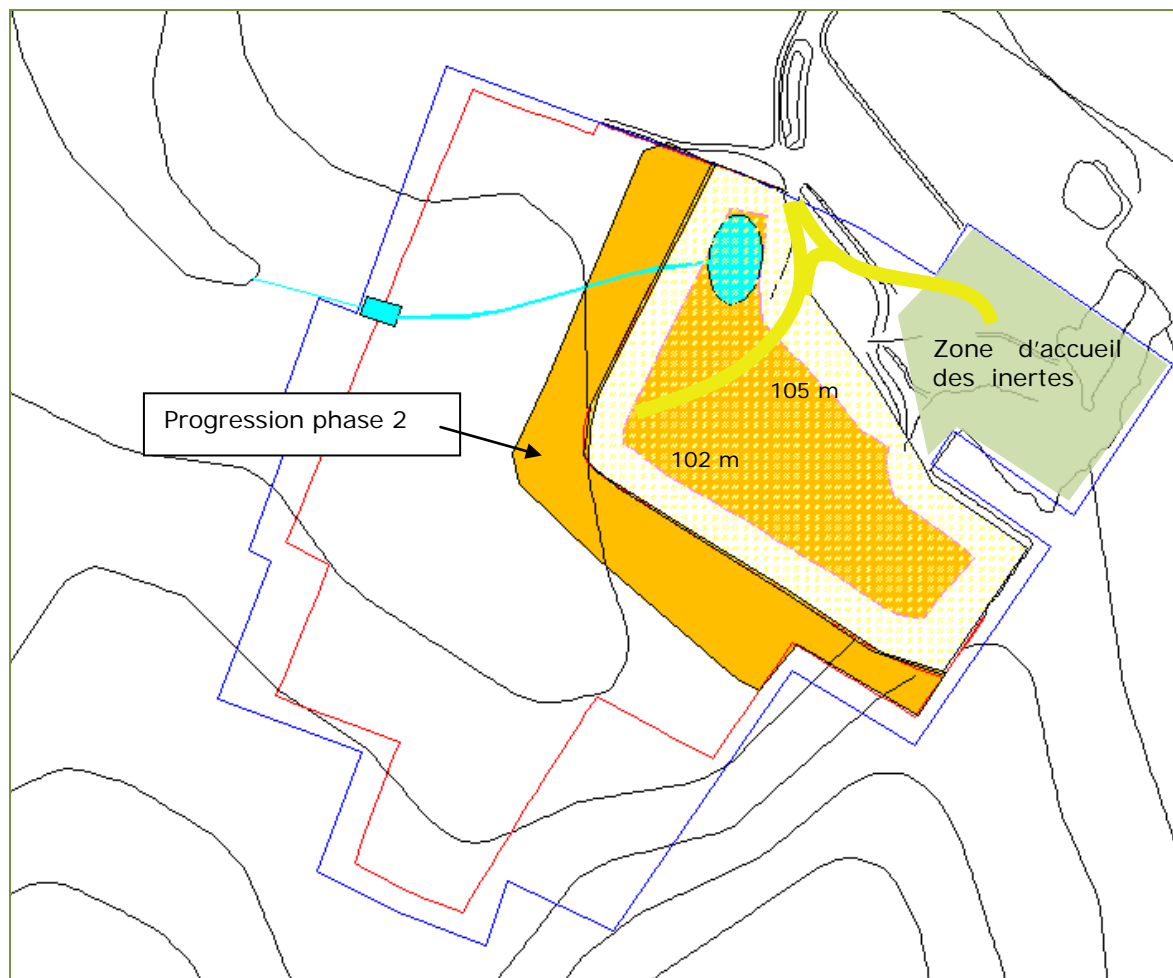 Zone d'accueil
des inertes
105 m
Progression phase 2
102 m